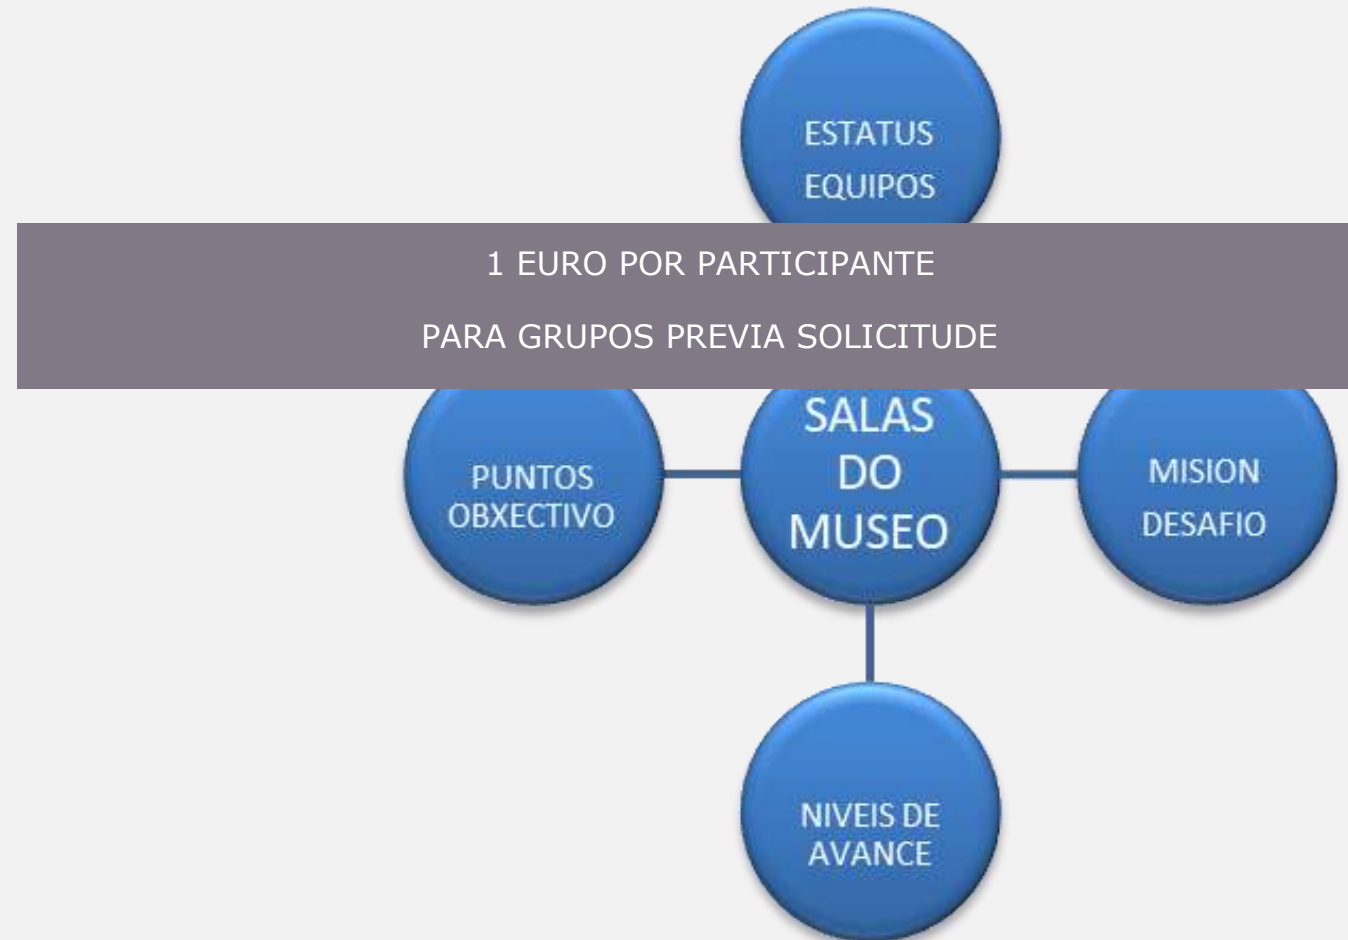 ESTATUS
EQUIPOS
1 EURO POR PARTICIPANTE
PARA GRUPOS PREVIA SOLICITUDE
SALAS
DO
MUSEO
PUNTOS
OBXECTIVO
MISION
DESAFIO
NIVEIS DE
AVANCE